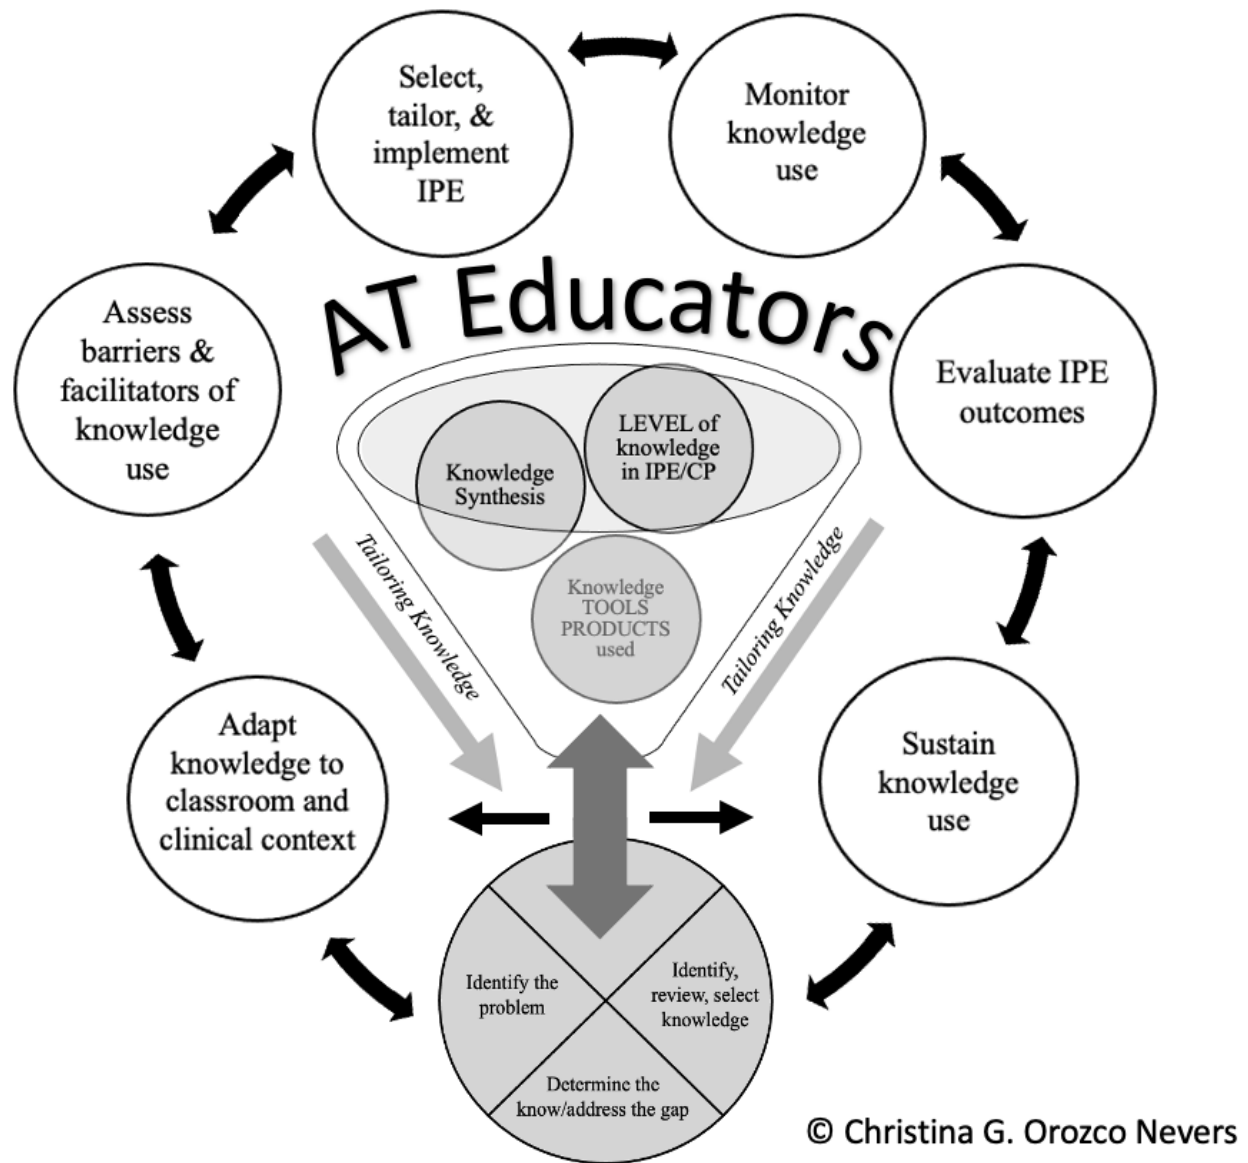 Select,
tailor, &
implement
IPE
Monitor
knowledge
use
Assess
barriers &
facilitators of
knowledge
use
AT Educators
Evaluate IPE
outcomes
LEVEL of
knowledge
in IPE/CP
Knowledge
Synthesis
Knowledge
TOOLS
PRODUCTS
used
Tailoring Knowledge
Tailoring Knowledge
Adapt
knowledge to
classroom and
clinical context
Sustain
knowledge
use
Identify the
problem
Identify,
review, select
knowledge
Determine the
know/address the gap
© Christina G. Orozco Nevers